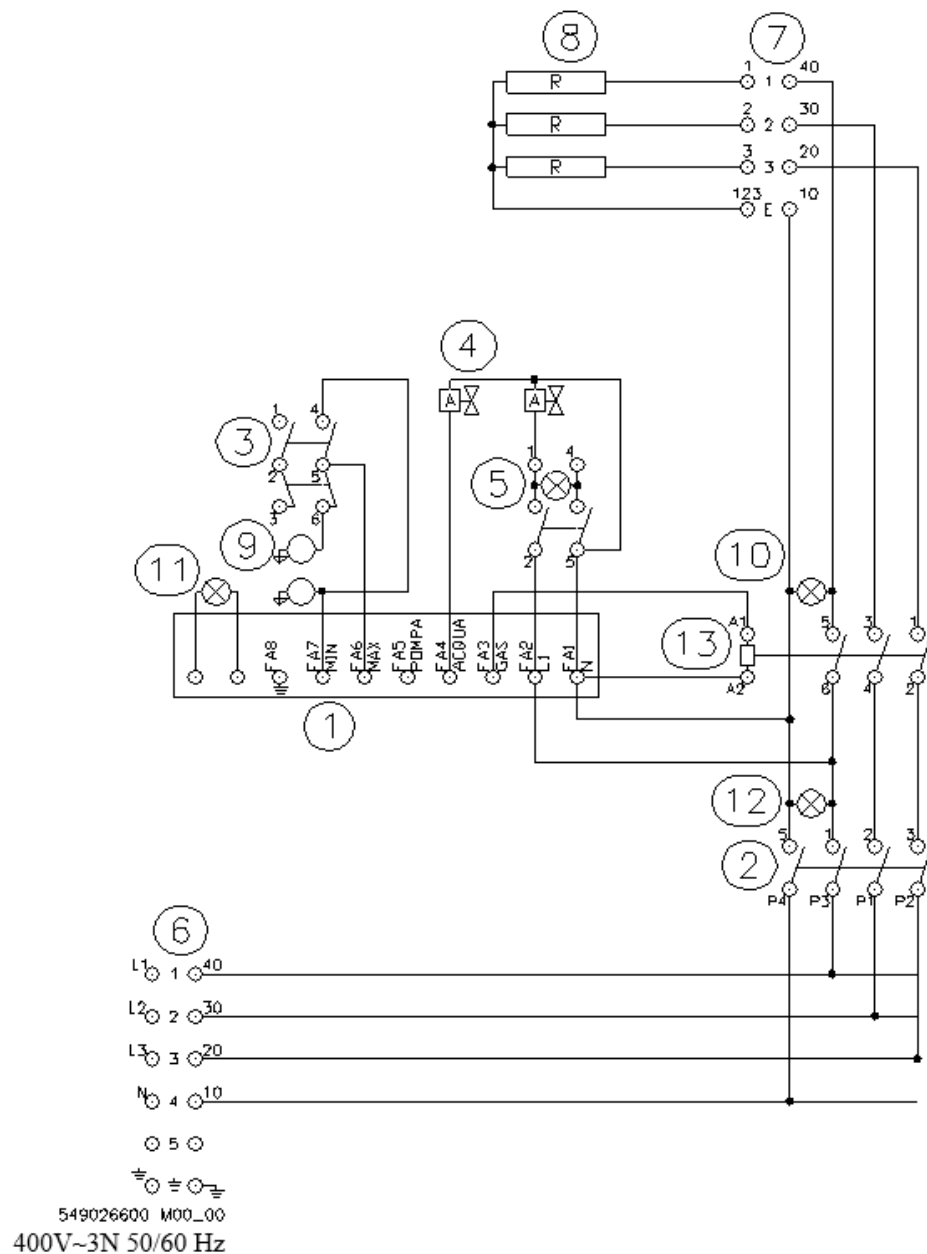 8 7
1 40
R 1
2 30
R 2
3 20
R 3
123 E 10
4
A A
1 4
3
2 5
3 6
1 4
5
2 5
9
11
10
A1 5 3 1
13
A2 6 4 2
FA8
FA7 MIN
FA6 MAX
FA5 POMPA
FA4 ACQUA
FA3 GAS
FA2 L1
FA1 N
1
12
5 1 2 3
2
P4 P3 P1 P2
6
L1 1 40
L2 2 30
L3 3 20
N 4 10
5
549026600 M00_00
400V~3N 50/60 Hz